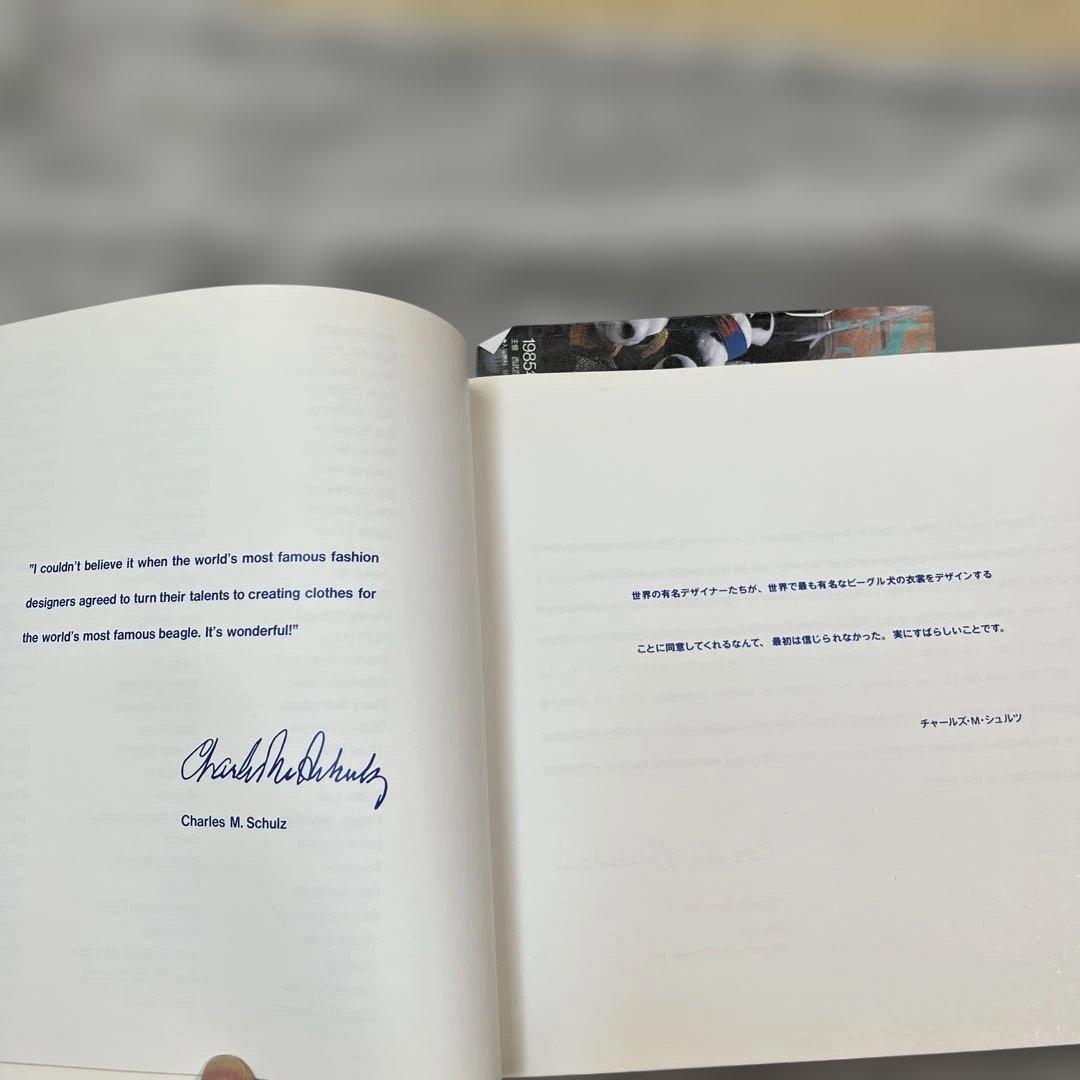 "I couldn't believe it when the world's most famous fashion
designers agreed to turn their talents to creating clothes for
the world's most famous beagle. It's wonderful!"
Charles M. Schulz
Charles M. Schulz
1985
主催 西武
世界の有名デザイナーたちが、世界で最も有名なビーグル犬の衣裳をデザインする
ことに同意してくれるなんて、最初は信じられなかった。実にすばらしいことです。
チャールズ・M・シュルツ